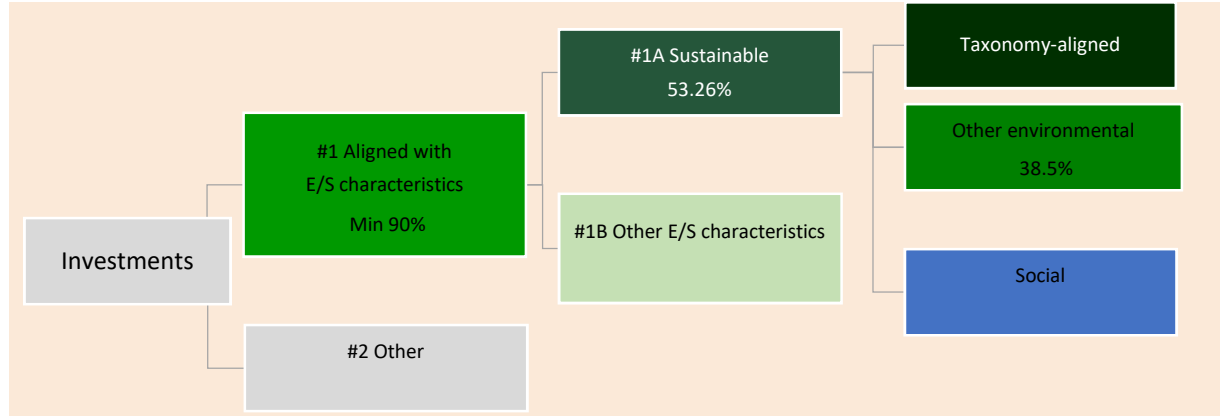 Investments
#1 Aligned with
E/S characteristics
Min 90%
#2 Other
#1A Sustainable
53.26%
#1B Other E/S characteristics
Taxonomy-aligned
Other environmental
38.5%
Social